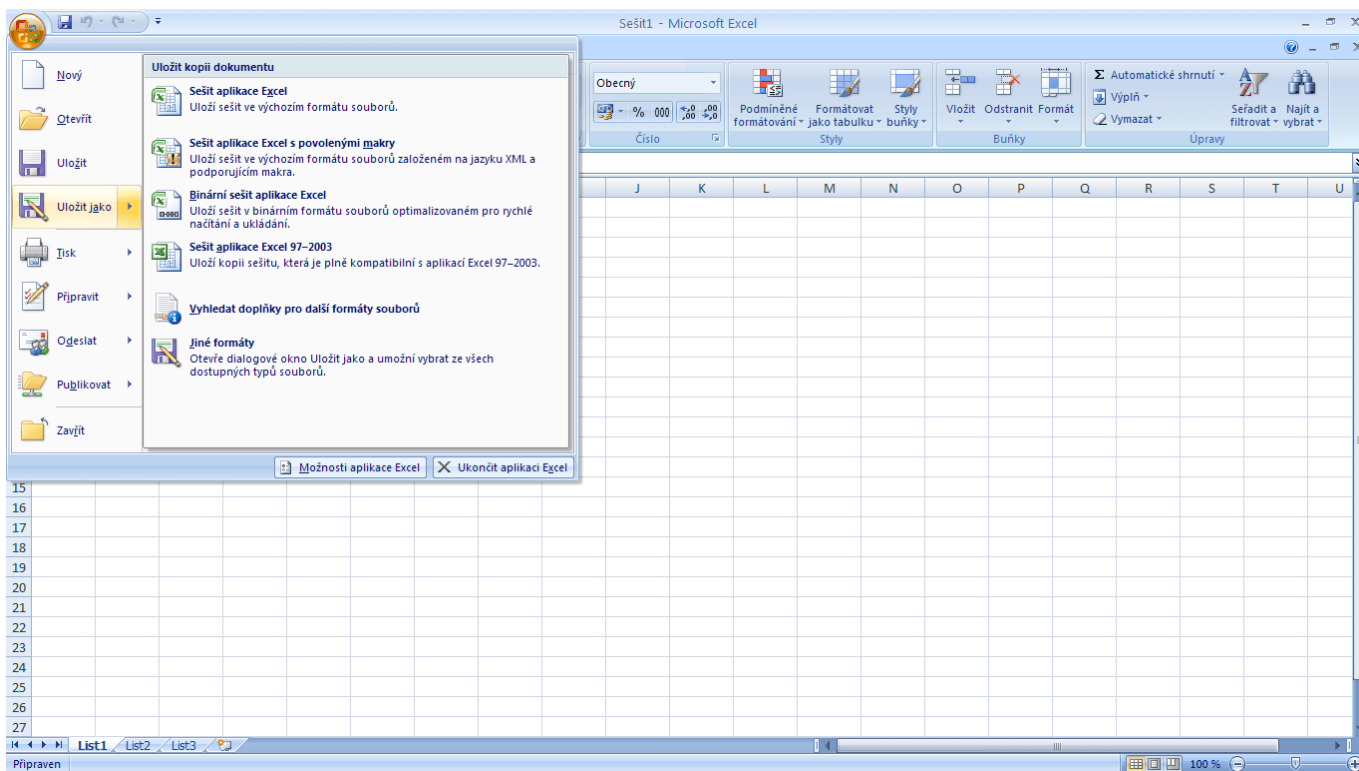 Sešit1 - Microsoft Excel
Nový
Otevřít
Uložit
Uložit jako
Tisk
Připravit
Odeslat
Publikovat
Zavřít
Uložit kopii dokumentu
Sešit aplikace Excel
Uloží sešit ve výchozím formátu souborů.
Sešit aplikace Excel s povolenými makry
Uloží sešit ve výchozím formátu souborů založeném na jazyku XML a
podporujícím makra.
Binární sešit aplikace Excel
Uloží sešit v binárním formátu souborů optimalizovaném pro rychlé
načítání a ukládání.
Sešit aplikace Excel 97–2003
Uloží kopii sešitu, která je plně kompatibilní s aplikací Excel 97–2003.
Vyhledat doplňky pro další formáty souborů
Jiné formáty
Otevře dialogové okno Uložit jako a umožní vybrat ze všech
dostupných typů souborů.
Možnosti aplikace Excel
Ukončit aplikaci Excel
Obecný
% 000 ,00 ,00
Číslo
Podmíněné
formátování
Formátovat
jako tabulku
Styly
buňky
Styly
Vložit
Odstranit
Formát
Buňky
Σ Automatické shrnutí
Výplň
Vymazat
Seřadit a
filtrovat
Najít a
vybrat
Úpravy
J K L M N O P Q R S T U
15
16
17
18
19
20
21
22
23
24
25
26
27
List1 List2 List3
Připraven
100 %